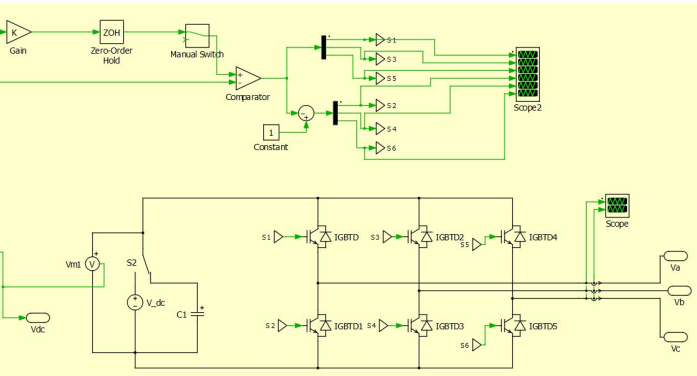 K
Gain
ZOH
Zero-Order
Hold
Manual Switch
+
-
Comparator
1
Constant
-
+
S1
S3
S5
S2
S4
S6
Scope2
Vm1
V
+
Vdc
S2
+
-
V_dc
C1
+
S1
IGBTD
S3
IGBTD2
S5
IGBTD4
S2
IGBTD1
S4
IGBTD3
S6
IGBTD5
Scope
Va
Vb
Vc